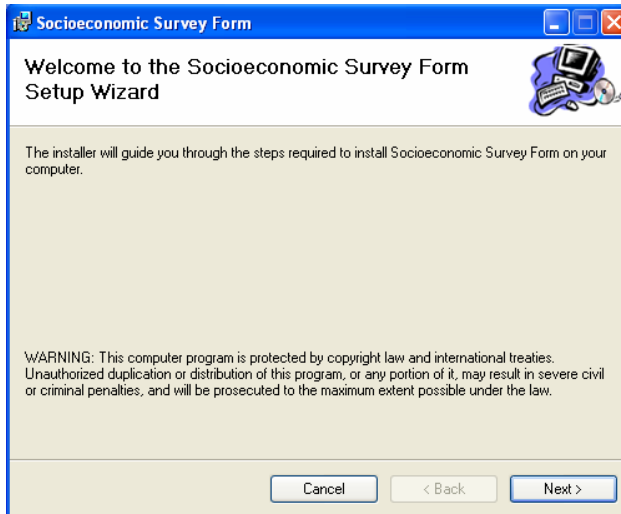 Socioeconomic Survey Form
Welcome to the Socioeconomic Survey Form
Setup Wizard
The installer will guide you through the steps required to install Socioeconomic Survey Form on your
computer.
WARNING: This computer program is protected by copyright law and international treaties.
Unauthorized duplication or distribution of this program, or any portion of it, may result in severe civil
or criminal penalties, and will be prosecuted to the maximum extent possible under the law.
Cancel < Back Next >